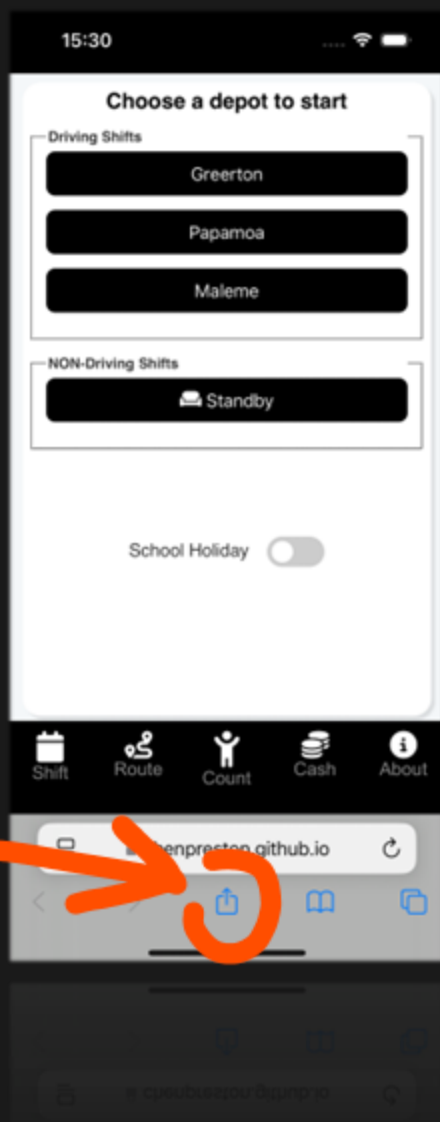 15:30
Choose a depot to start
Driving Shifts
Greerton
Papamoa
Maleme
NON-Driving Shifts
Standby
School Holiday
Shift
Route
Count
Cash
About
henpreston.github.io